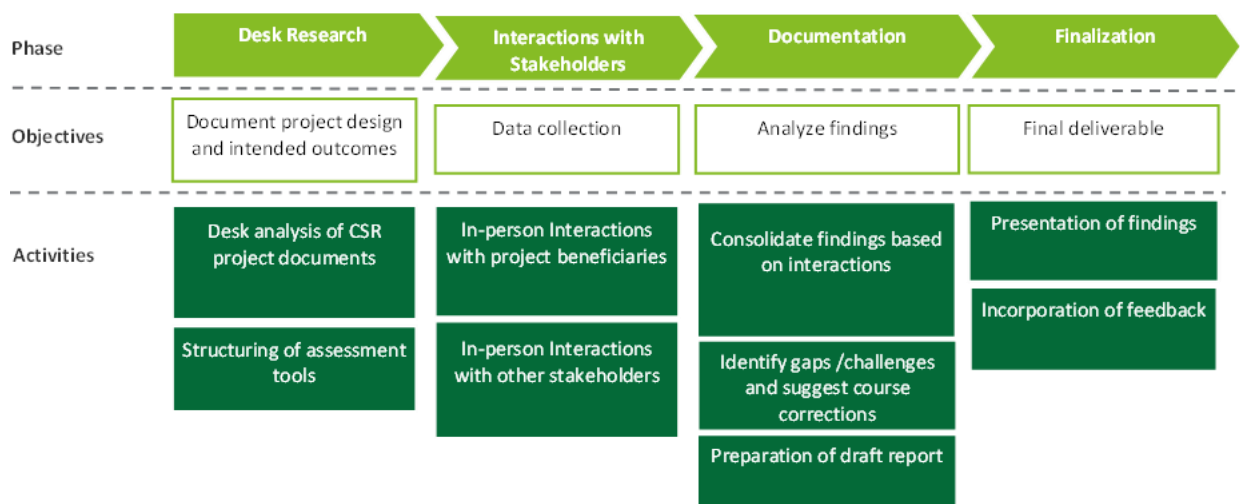 Phase
Desk Research
Interactions with
Stakeholders
Documentation
Finalization
Objectives
Document project design
and intended outcomes
Data collection
Analyze findings
Final deliverable
Activities
Desk analysis of CSR
project documents
Structuring of assessment
tools
In-person Interactions
with project beneficiaries
In-person Interactions
with other stakeholders
Consolidate findings based
on interactions
Identify gaps /challenges
and suggest course
corrections
Preparation of draft report
Presentation of findings
Incorporation of feedback